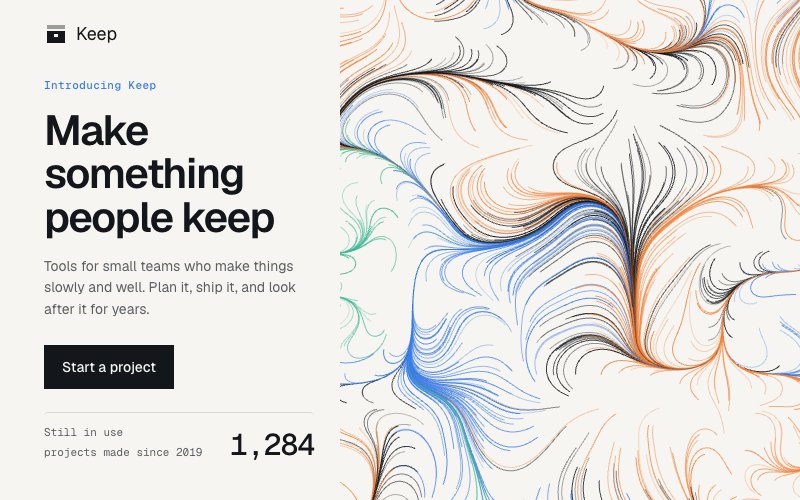 Keep
Introducing Keep
Make
something
people keep
Tools for small teams who make things
slowly and well. Plan it, ship it, and look
after it for years.
Start a project
Still in use
projects made since 2019
1,284